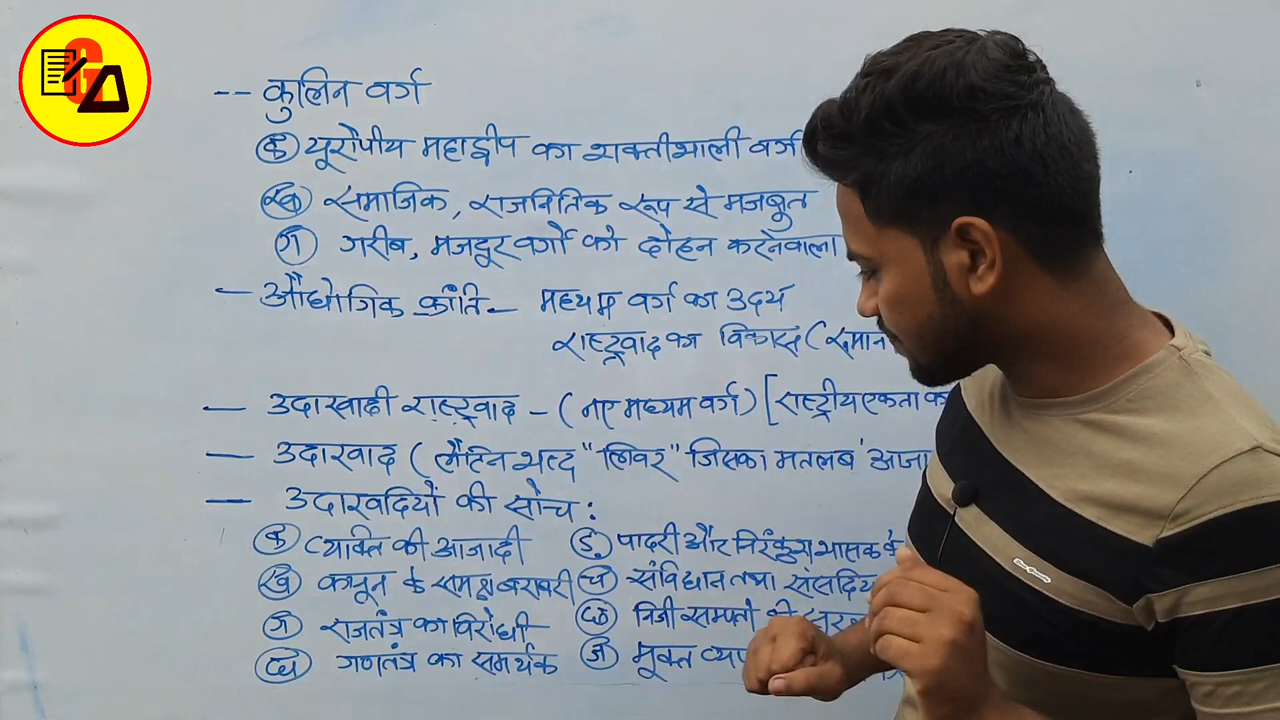 G
-- कुलिन वर्ग
क यूरोपीय महाद्वीप का शक्तीशाली वर्ग
ख समाजिक, राजनितिक रूप से मजबुत
ग गरीब, मजदूर वर्गों को दोहन करनेवाला
- औद्योगिक क्रांति - मध्यम वर्ग का उदय
राष्ट्रवाद का विकास (समान
- उदारवादी राष्ट्रवाद - (नए मध्यम वर्ग) [राष्ट्रीय एकता
- उदारवाद (लैटिन शब्द "लिबर" जिसका मतलब 'आजा
- उदारवदियों की सोच :
क व्यक्ति की आजादी ङ पादरी और निरंकुश शासक के
ख कानून के समक्ष बराबरी च संविधान तथा संसदिय
ग राजतंत्र का विरोधी छ निजी सम्पत्ती की सुर
घ गणतंत्र का समर्थक ज मूक्त व्याप